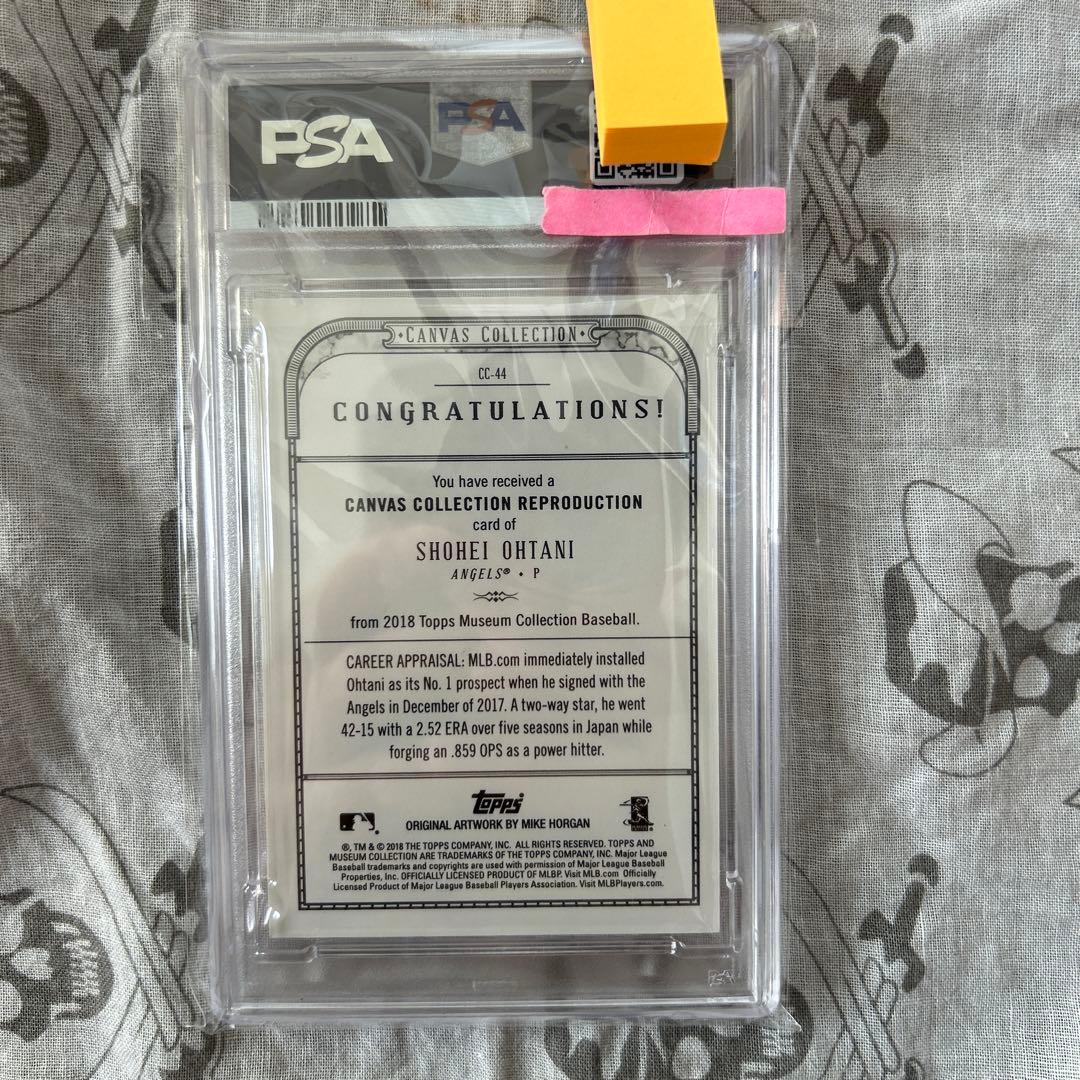 PSA
PSA
CANVAS COLLECTION
CC-44
CONGRATULATIONS!
You have received a
CANVAS COLLECTION REPRODUCTION
card of
SHOHEI OHTANI
ANGELS® • P
from 2018 Topps Museum Collection Baseball.
CAREER APPRAISAL: MLB.com immediately installed
Ohtani as its No. 1 prospect when he signed with the
Angels in December of 2017. A two-way star, he went
42-15 with a 2.52 ERA over five seasons in Japan while
forging an .859 OPS as a power hitter.
topps
ORIGINAL ARTWORK BY MIKE HORGAN
®, TM & © 2018 THE TOPPS COMPANY, INC. ALL RIGHTS RESERVED. TOPPS AND
MUSEUM COLLECTION ARE TRADEMARKS OF THE TOPPS COMPANY, INC. Major League
Baseball trademarks and copyrights are used with permission of Major League Baseball
Properties, Inc. OFFICIALLY LICENSED PRODUCT OF MLBP. Visit MLB.com Officially
Licensed Product of Major League Baseball Players Association. Visit MLBPlayers.com.
PSA